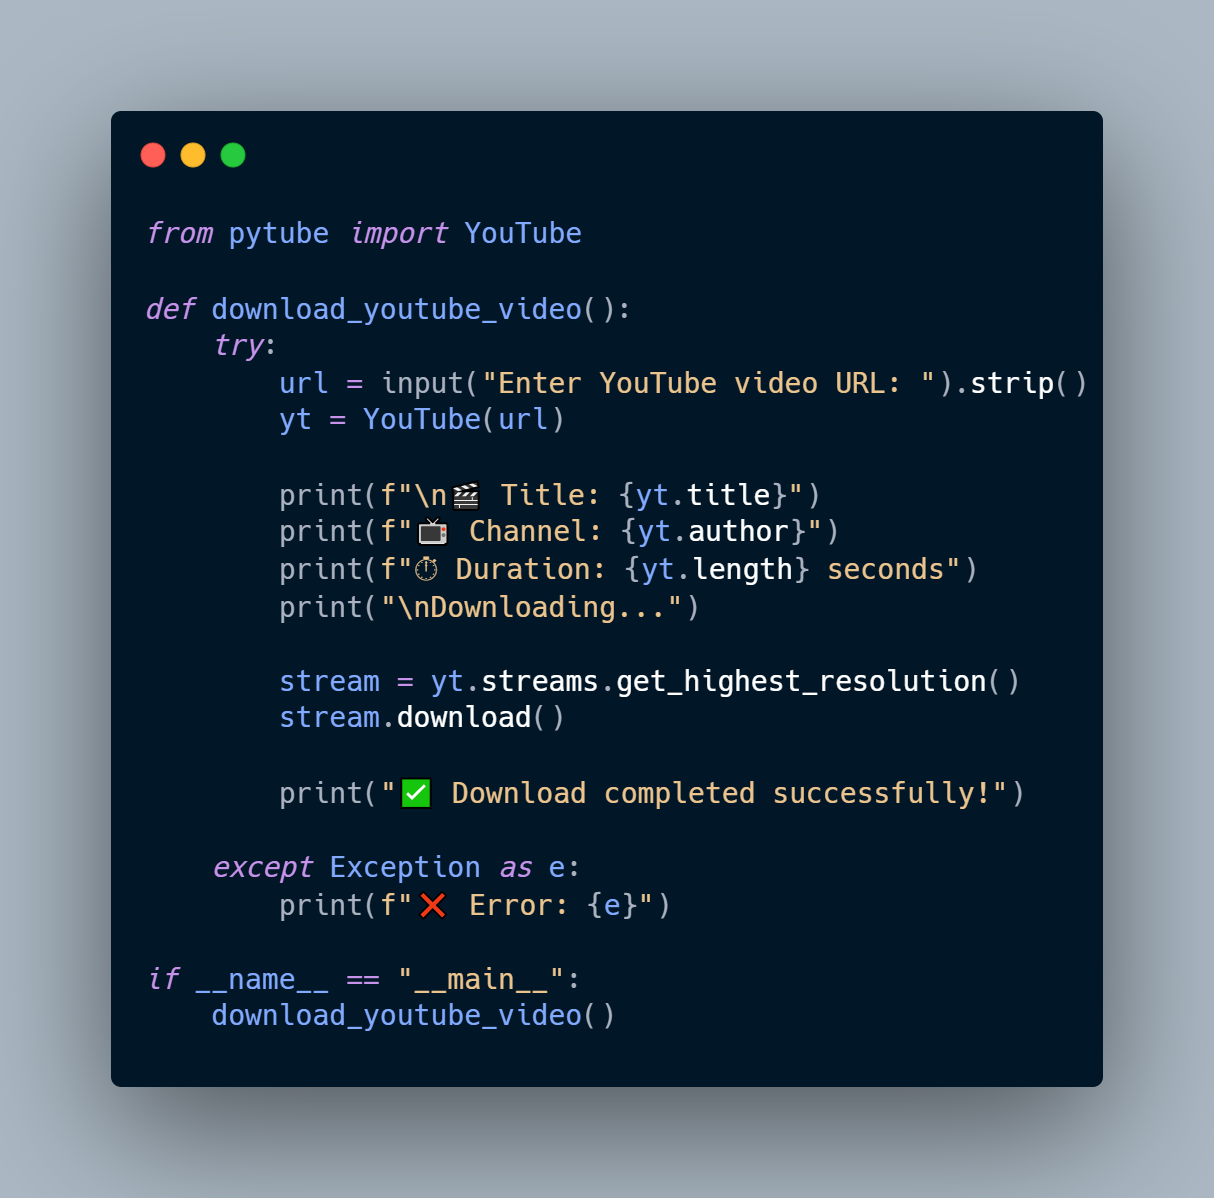 from pytube import YouTube

def download_youtube_video():
    try:
        url = input("Enter YouTube video URL: ").strip()
        yt = YouTube(url)

        print(f"\n🎬 Title: {yt.title}")
        print(f"📺 Channel: {yt.author}")
        print(f"⏱ Duration: {yt.length} seconds")
        print("\nDownloading...")

        stream = yt.streams.get_highest_resolution()
        stream.download()

        print("✅ Download completed successfully!")

    except Exception as e:
        print(f"❌ Error: {e}")

if __name__ == "__main__":
    download_youtube_video()